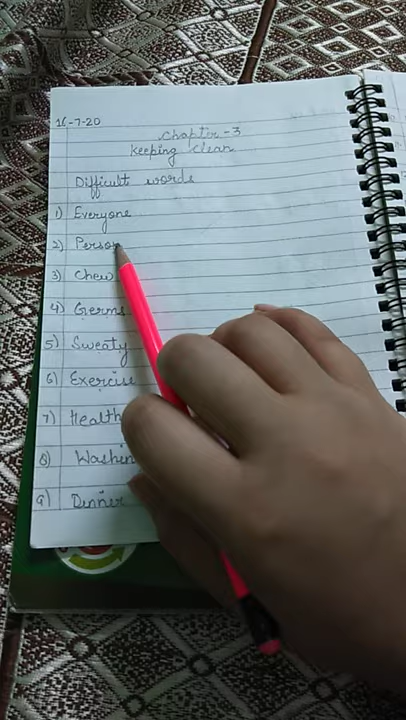 16-7-20
Chapter-3
Keeping clean
Difficult words
1) Everyone
2) Person
3) Chew
4) Germs
5) Sweaty
6) Exercise
7) Health
8) Washin
9) Dinner